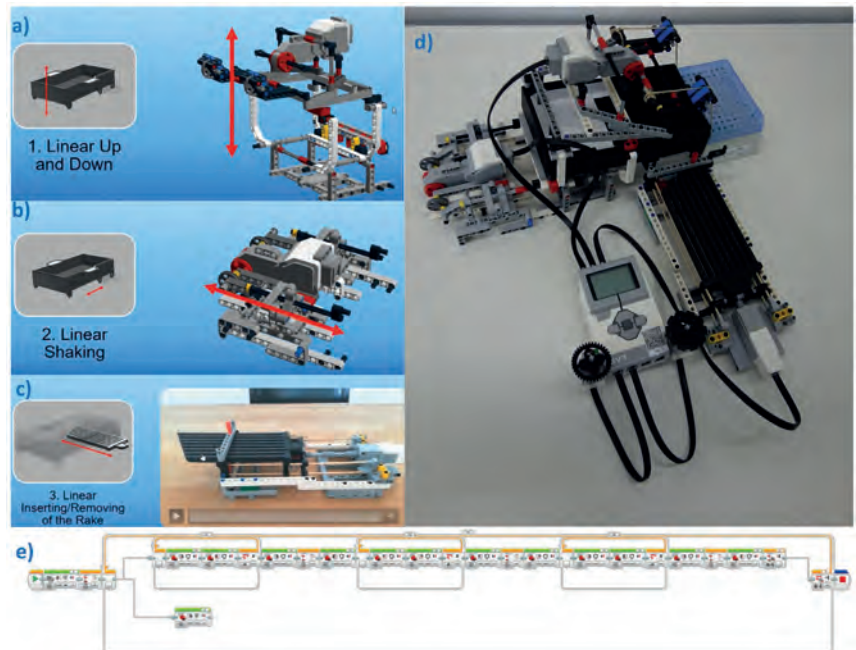 a)
1. Linear Up
and Down
b)
2. Linear
Shaking
c)
3. Linear
Inserting/Removing
of the Rake
d)
e)